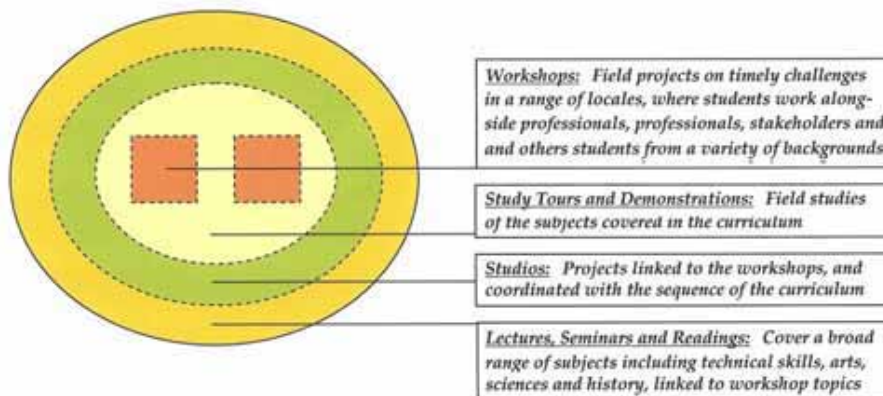 Workshops: Field projects on timely challenges
in a range of locales, where students work along-
side professionals, professionals, stakeholders and
and others students from a variety of backgrounds
Study Tours and Demonstrations: Field studies
of the subjects covered in the curriculum
Studios: Projects linked to the workshops, and
coordinated with the sequence of the curriculum
Lectures, Seminars and Readings: Cover a broad
range of subjects including technical skills, arts,
sciences and history, linked to workshop topics